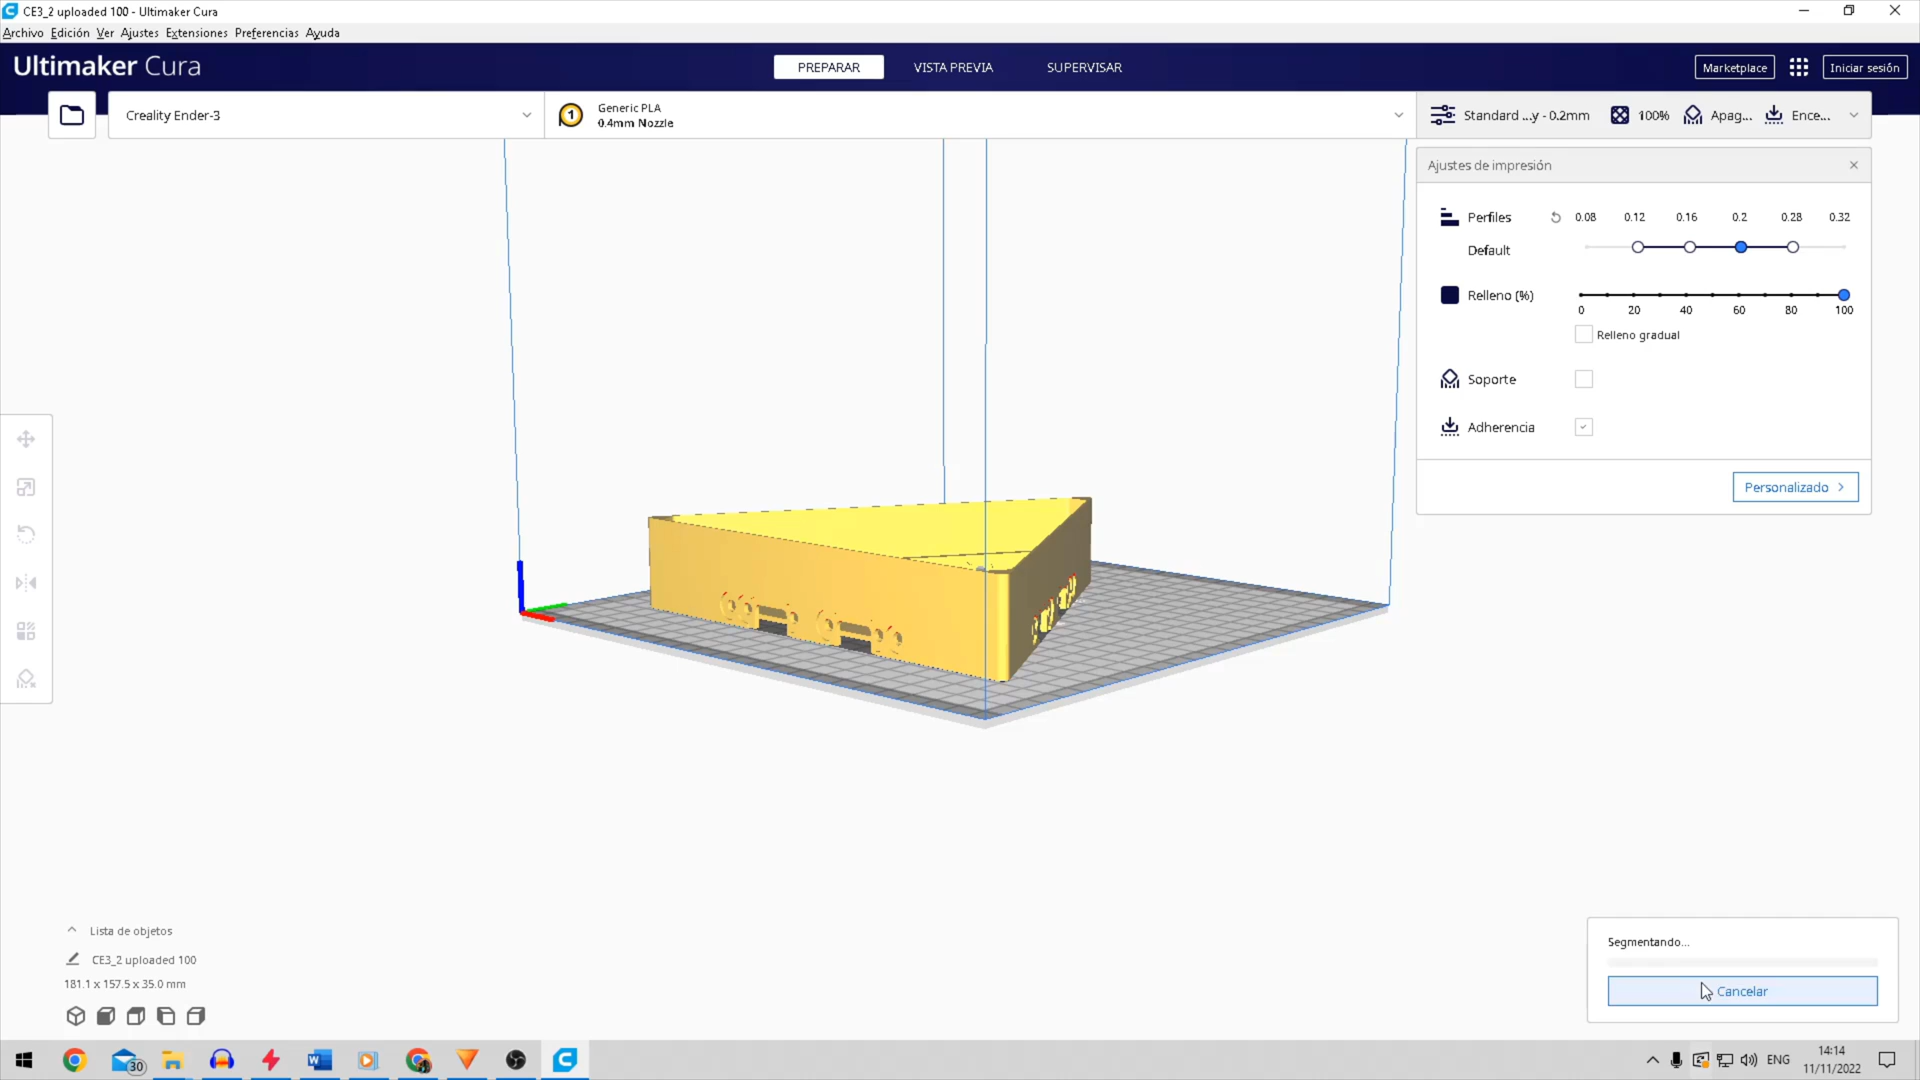 CE3_2 uploaded 100 - Ultimaker Cura
Archivo Edición Ver Ajustes Extensiones Preferencias Ayuda
Ultimaker Cura
PREPARAR
VISTA PREVIA
SUPERVISAR
Marketplace
Iniciar sesión
Creality Ender-3
1
Generic PLA
0.4mm Nozzle
Standard ...y - 0.2mm
100%
Apag...
Ence...
Ajustes de impresión
Perfiles
0.08 0.12 0.16 0.2 0.28 0.32
Default
Relleno (%)
0 20 40 60 80 100
Relleno gradual
Soporte
Adherencia
Personalizado
Lista de objetos
CE3_2 uploaded 100
181.1 x 157.5 x 35.0 mm
Segmentando...
Cancelar
30
ENG
14:14
11/11/2022